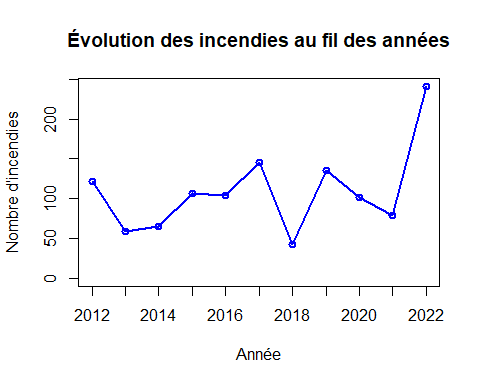 Évolution des incendies au fil des années
Nombre d'incendies
200
100
50
0
2012 2014 2016 2018 2020 2022
Année